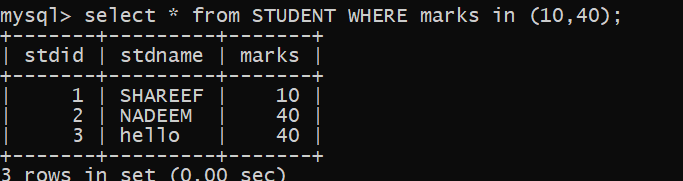 mysql> select * from STUDENT WHERE marks in (10,40);
+-------+---------+-------+
| stdid | stdname | marks |
+-------+---------+-------+
|     1 | SHAREEF |    10 |
|     2 | NADEEM  |    40 |
|     3 | hello   |    40 |
+-------+---------+-------+
3 rows in set (0.00 sec)